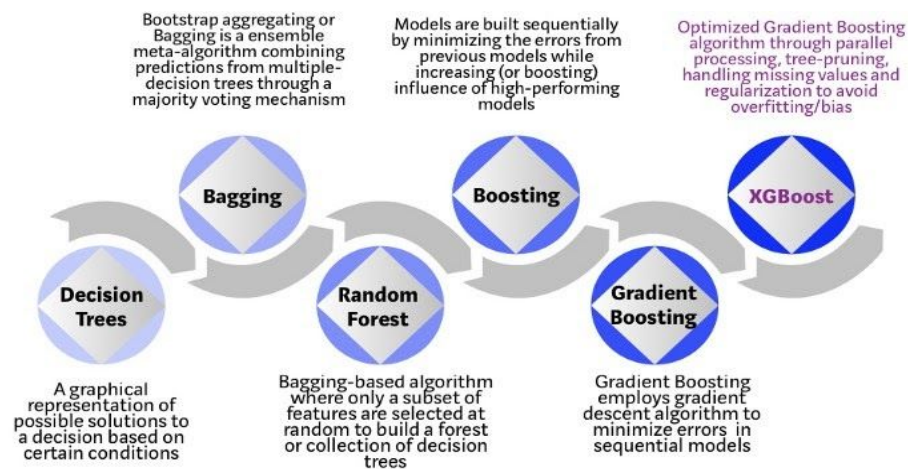 Bootstrap aggregating or
Bagging is a ensemble
meta-algorithm combining
predictions from multiple-
decision trees through a
majority voting mechanism
Models are built sequentially
by minimizing the errors from
previous models while
increasing (or boosting)
influence of high-performing
models
Optimized Gradient Boosting
algorithm through parallel
processing, tree-pruning,
handling missing values and
regularization to avoid
overfitting/bias
Bagging
Boosting
XGBoost
Decision
Trees
Random
Forest
Gradient
Boosting
A graphical
representation of
possible solutions to
a decision based on
certain conditions
Bagging-based algorithm
where only a subset of
features are selected at
random to build a forest
or collection of decision
trees
Gradient Boosting
employs gradient
descent algorithm to
minimize errors in
sequential models